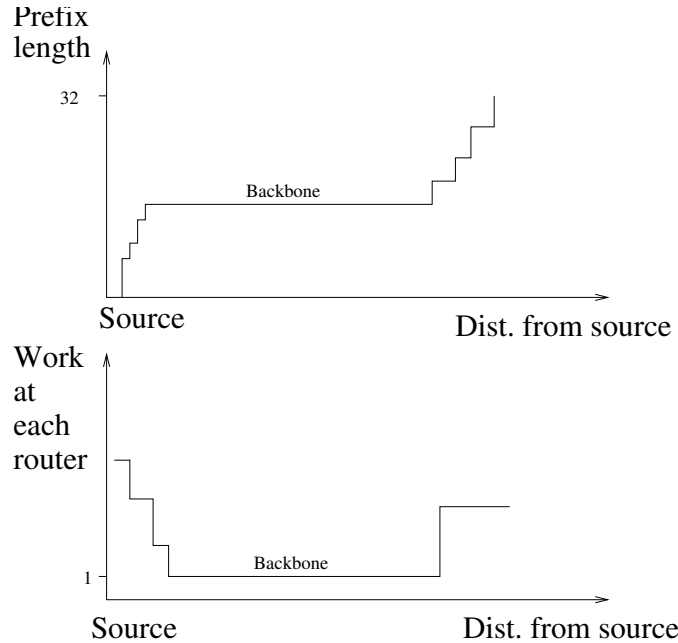 Prefix
length
32
Backbone
Source
Dist. from source
Work
at
each
router
Backbone
1
Source
Dist. from source